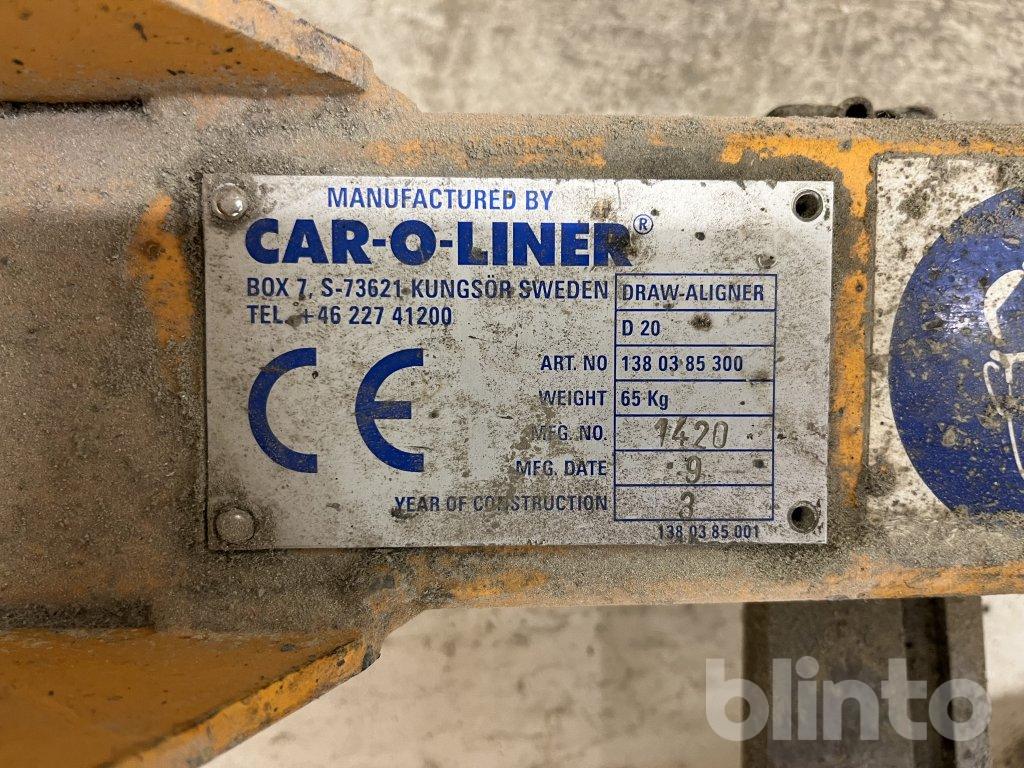 MANUFACTURED BY
CAR-O-LINER®
BOX 7, S-73621 KUNGSÖR SWEDEN
TEL. +46 227 41200
DRAW-ALIGNER
D 20
CE
ART. NO 138 03 85 300
WEIGHT 65 Kg
MFG. NO. 1420
MFG. DATE 9
YEAR OF CONSTRUCTION 3
138 03 85 001
blinto